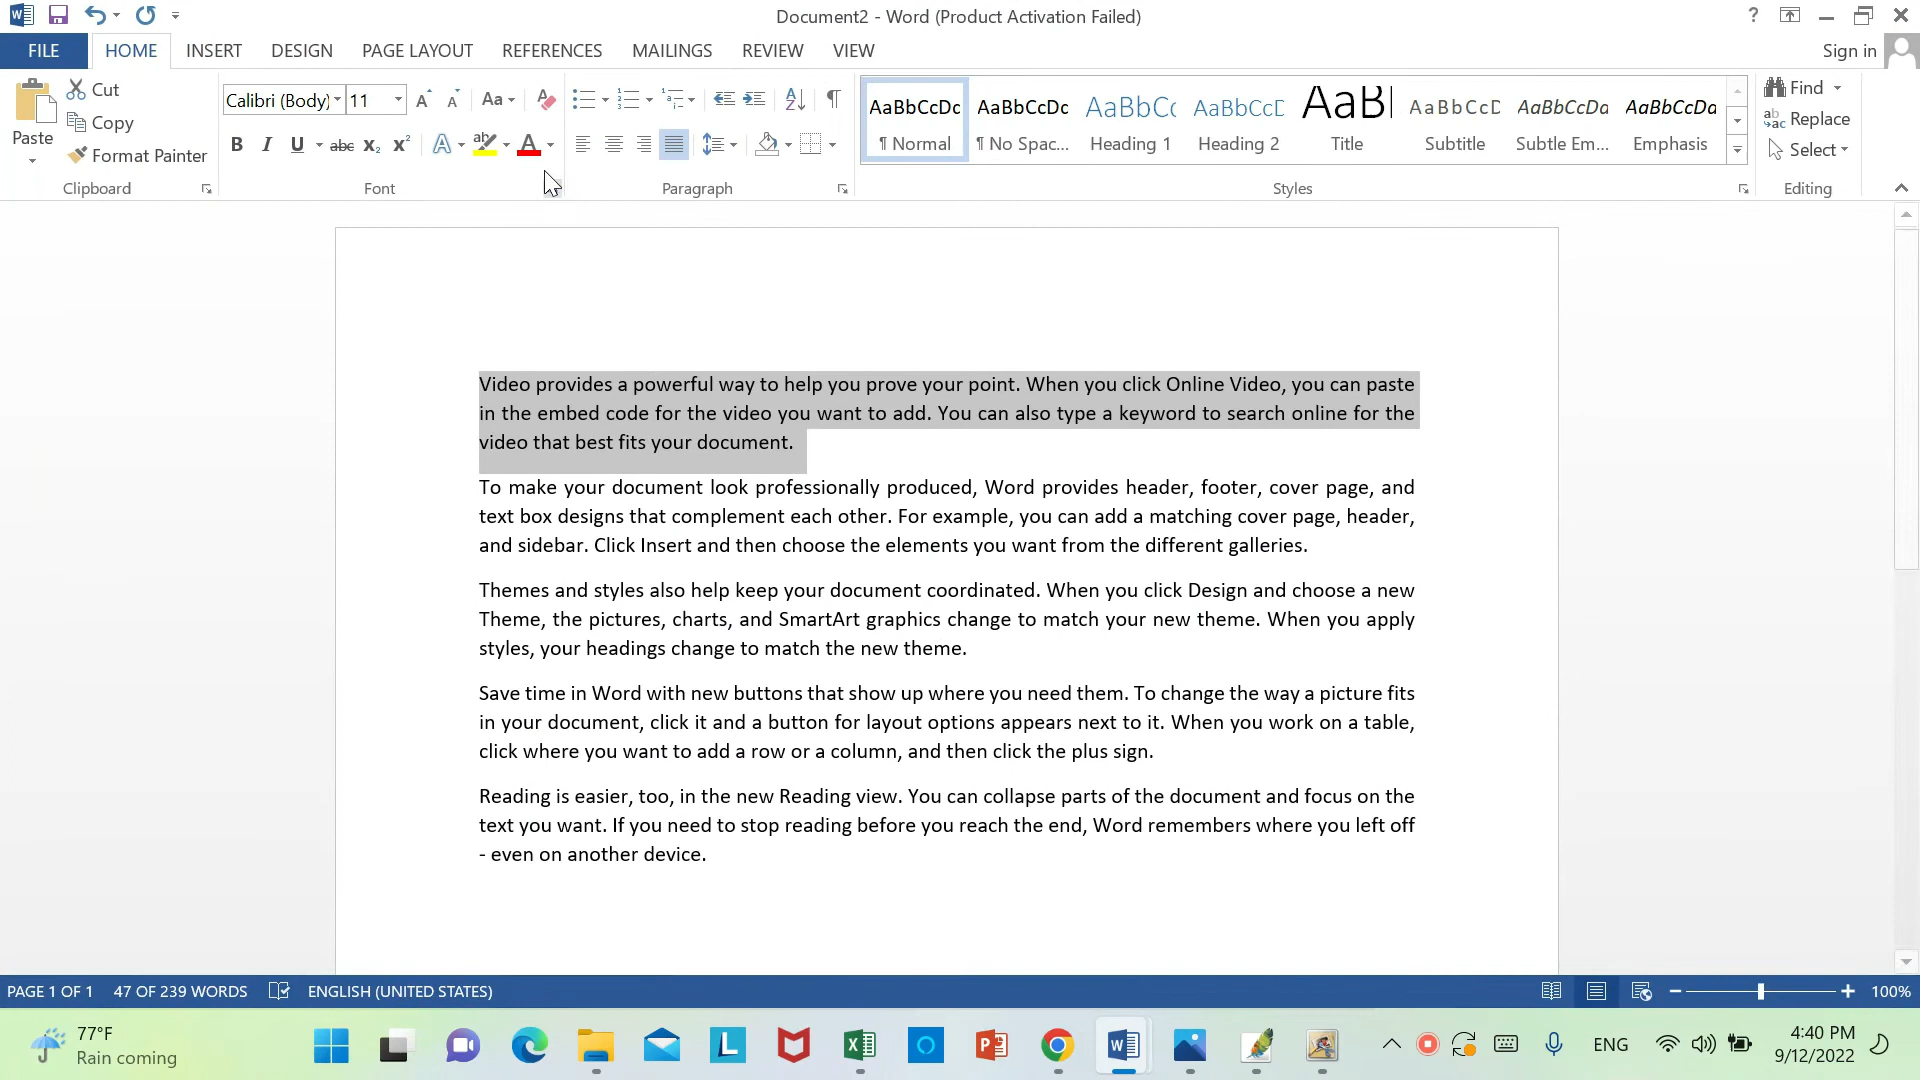 Document2 - Word (Product Activation Failed)
?
FILE HOME INSERT DESIGN PAGE LAYOUT REFERENCES MAILINGS REVIEW VIEW Sign in
Paste
Cut
Copy
Format Painter
Clipboard
Calibri (Body) 11 Aa
B I U abc X₂ X² A ab A
Font
Paragraph
AaBbCcDc AaBbCcDc AaBbCc AaBbCcD AaB AaBbCcD AaBbCcDa AaBbCcDa
¶ Normal ¶ No Spac... Heading 1 Heading 2 Title Subtitle Subtle Em... Emphasis
Styles
Find
Replace
Select
Editing
Video provides a powerful way to help you prove your point. When you click Online Video, you can paste
in the embed code for the video you want to add. You can also type a keyword to search online for the
video that best fits your document.
To make your document look professionally produced, Word provides header, footer, cover page, and
text box designs that complement each other. For example, you can add a matching cover page, header,
and sidebar. Click Insert and then choose the elements you want from the different galleries.
Themes and styles also help keep your document coordinated. When you click Design and choose a new
Theme, the pictures, charts, and SmartArt graphics change to match your new theme. When you apply
styles, your headings change to match the new theme.
Save time in Word with new buttons that show up where you need them. To change the way a picture fits
in your document, click it and a button for layout options appears next to it. When you work on a table,
click where you want to add a row or a column, and then click the plus sign.
Reading is easier, too, in the new Reading view. You can collapse parts of the document and focus on the
text you want. If you need to stop reading before you reach the end, Word remembers where you left off
- even on another device.
PAGE 1 OF 1 47 OF 239 WORDS ENGLISH (UNITED STATES) 100%
77°F
Rain coming
ENG
4:40 PM
9/12/2022